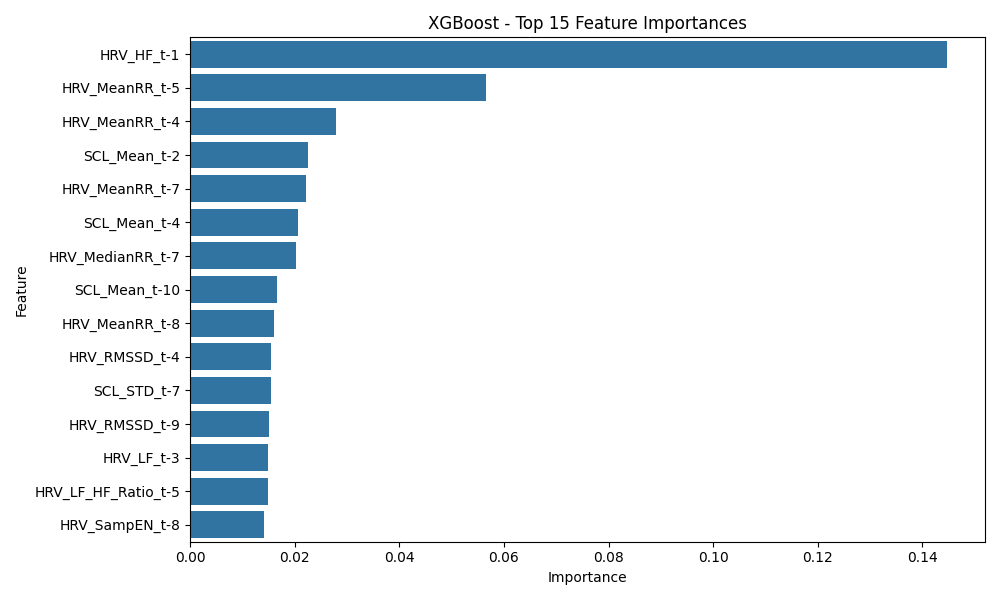 XGBoost - Top 15 Feature Importances
Feature
HRV_HF_t-1
HRV_MeanRR_t-5
HRV_MeanRR_t-4
SCL_Mean_t-2
HRV_MeanRR_t-7
SCL_Mean_t-4
HRV_MedianRR_t-7
SCL_Mean_t-10
HRV_MeanRR_t-8
HRV_RMSSD_t-4
SCL_STD_t-7
HRV_RMSSD_t-9
HRV_LF_t-3
HRV_LF_HF_Ratio_t-5
HRV_SampEN_t-8
0.00 0.02 0.04 0.06 0.08 0.10 0.12 0.14
Importance